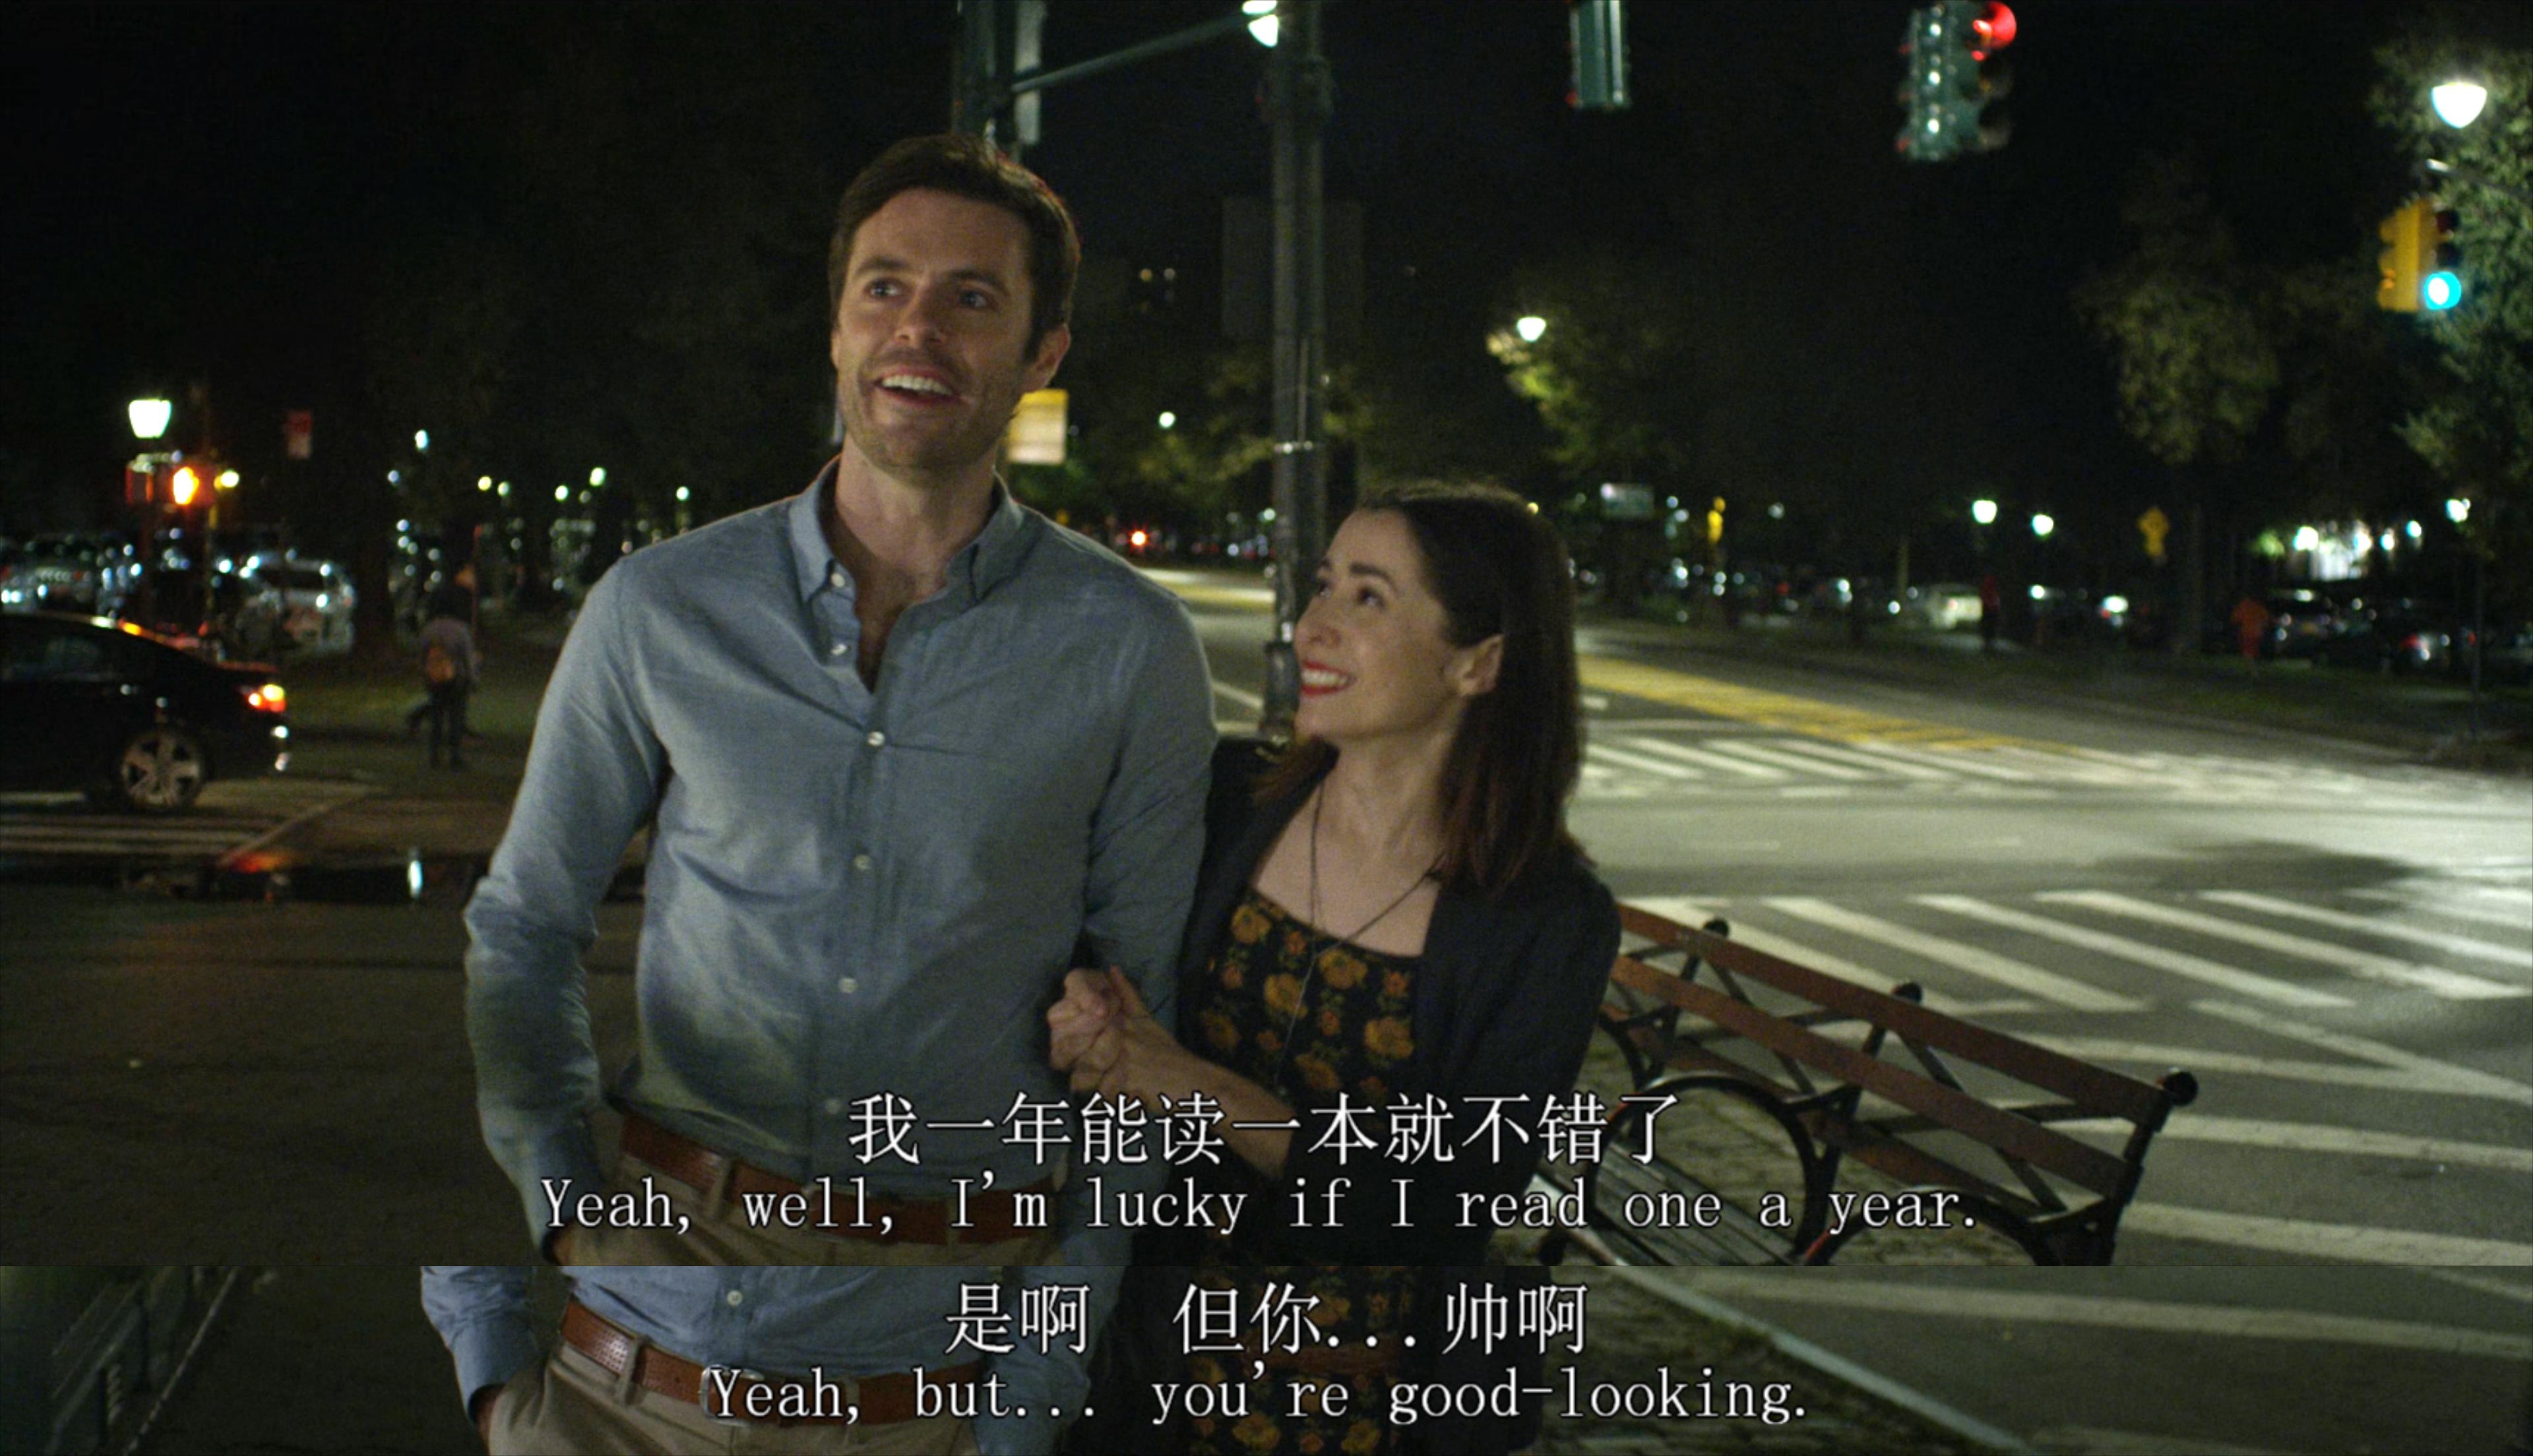 我一年能读一本就不错了
Yeah, well, I'm lucky if I read one a year.
是啊 但你...帅啊
Yeah, but... you're good-looking.